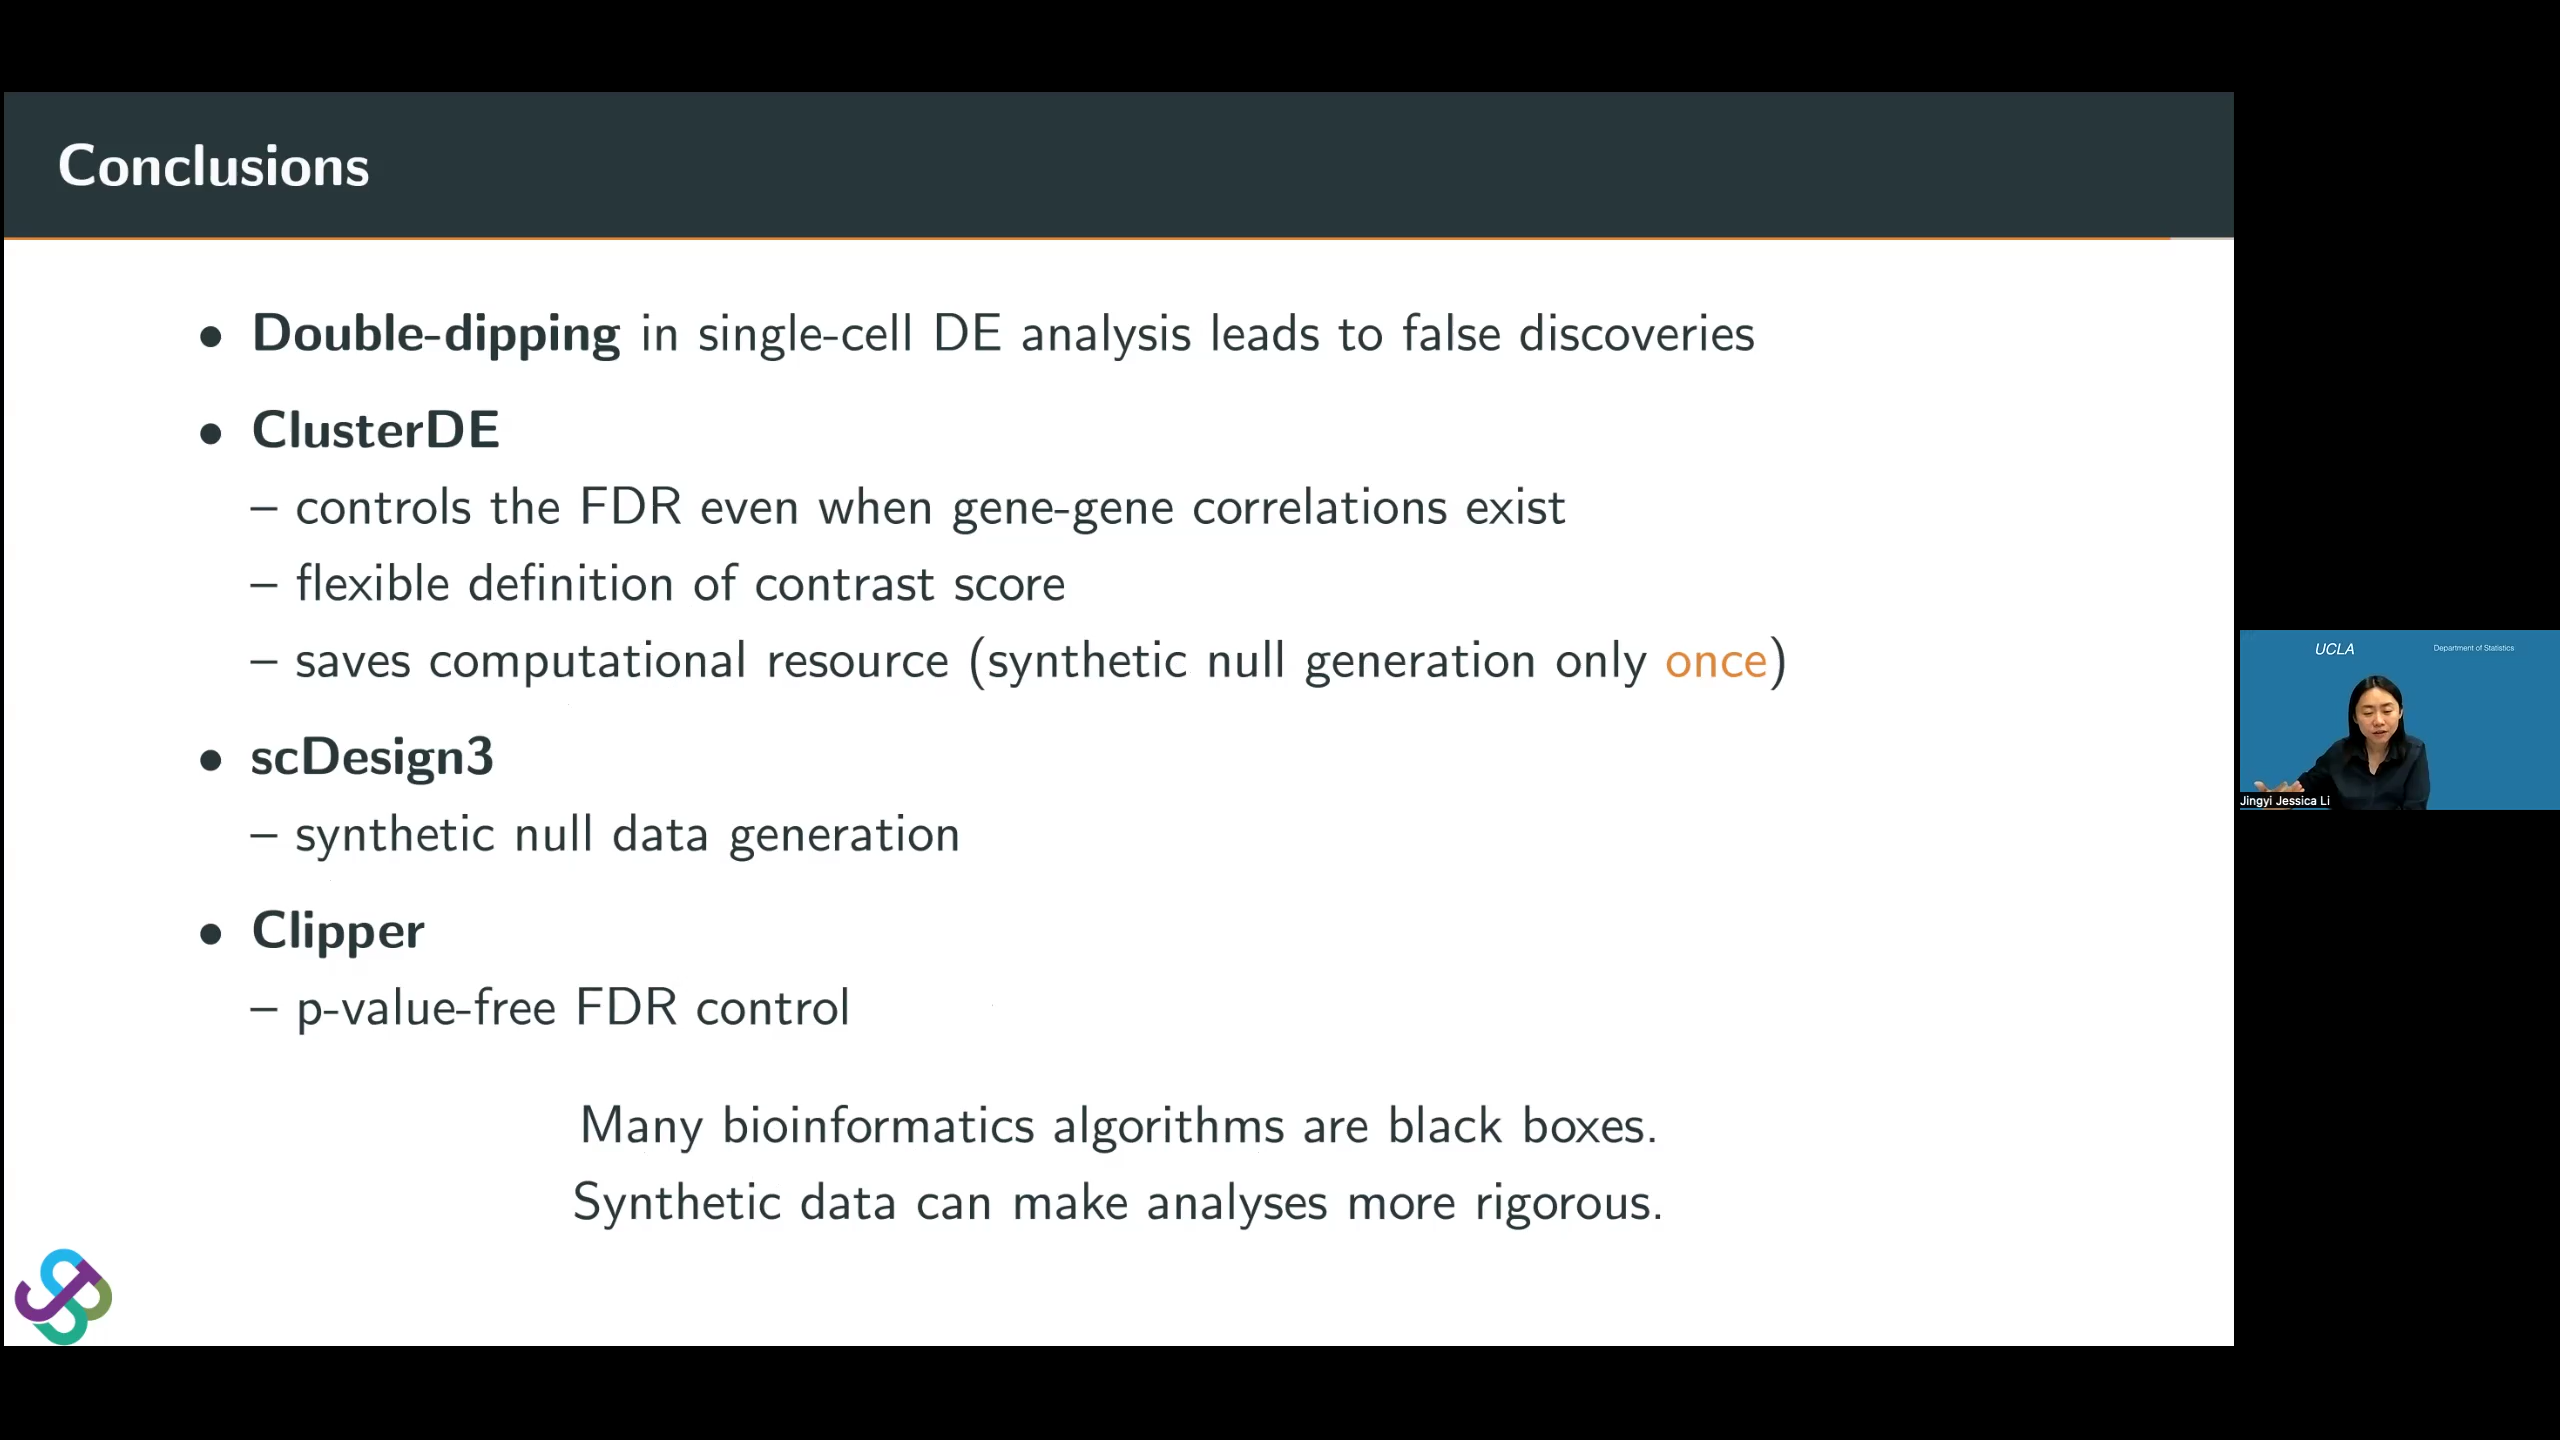 Conclusions
• Double-dipping in single-cell DE analysis leads to false discoveries
• ClusterDE
– controls the FDR even when gene-gene correlations exist
– flexible definition of contrast score
– saves computational resource (synthetic null generation only once)
• scDesign3
– synthetic null data generation
• Clipper
– p-value-free FDR control
Many bioinformatics algorithms are black boxes.
Synthetic data can make analyses more rigorous.
UCLA
Department of Statistics
Jingyi Jessica Li